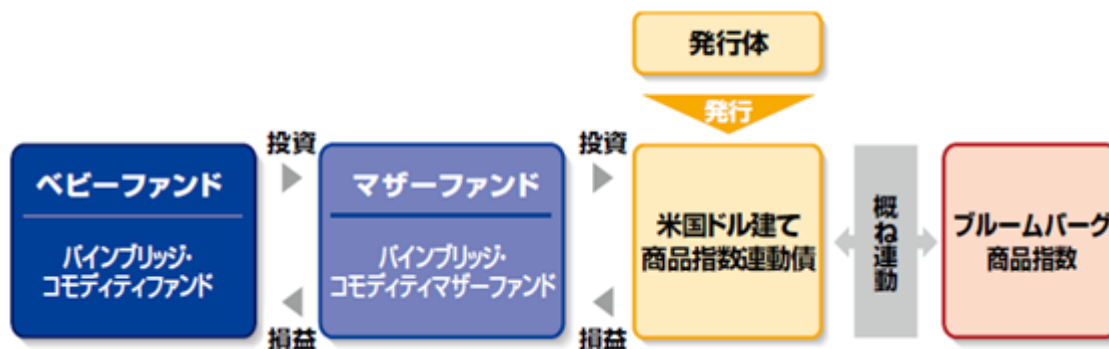 発行体
発行
投資
投資
ベビーファンド
パインブリッジ・
コモディティファンド
マザーファンド
パインブリッジ・
コモディティマザーファンド
米国ドル建て
商品指数連動債
概ね連動
ブルームバーグ
商品指数
損益
損益